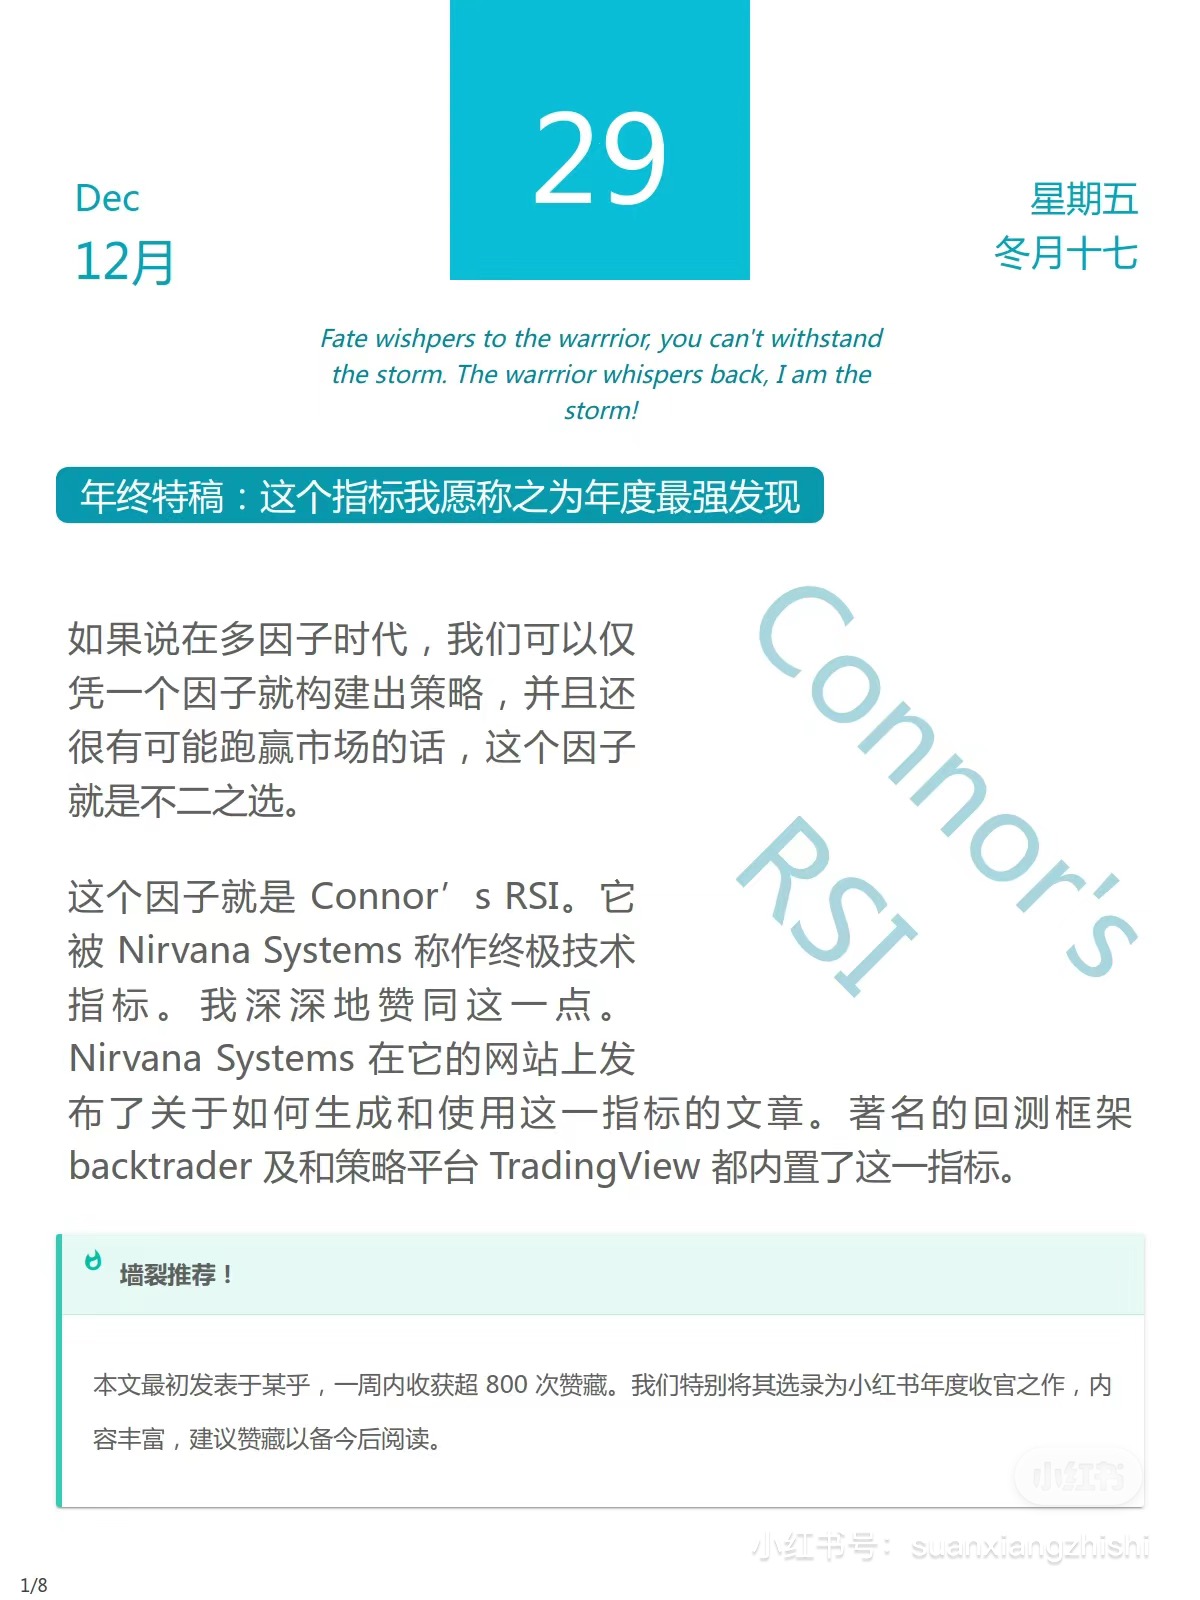 29
Dec
12月
星期五
冬月十七
Fate wishpers to the warrrior, you can't withstand
the storm. The warrrior whispers back, I am the
storm!
年终特稿：这个指标我愿称之为年度最强发现
Connor's
RSI
如果说在多因子时代，我们可以仅
凭一个因子就构建出策略，并且还
很有可能跑赢市场的话，这个因子
就是不二之选。
这个因子就是 Connor’s RSI。它
被 Nirvana Systems 称作终极技术
指标。我深深地赞同这一点。
Nirvana Systems 在它的网站上发
布了关于如何生成和使用这一指标的文章。著名的回测框架
backtrader 及和策略平台 TradingView 都内置了这一指标。
墙裂推荐！
本文最初发表于某乎，一周内收获超 800 次赞藏。我们特别将其选录为小红书年度收官之作，内
容丰富，建议赞藏以备今后阅读。
小红书
小红书号：suanxiangzhishi
1/8